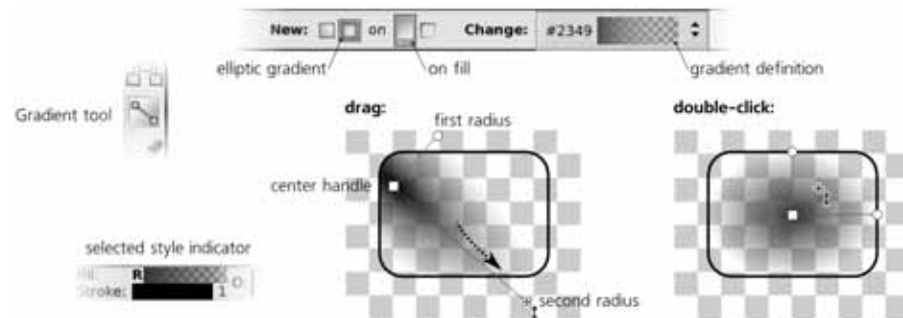 New: on Change: #2349
elliptic gradient on fill gradient definition
Gradient tool
drag: double-click:
first radius
center handle
selected style indicator
Fill: R
Stroke: 1
second radius